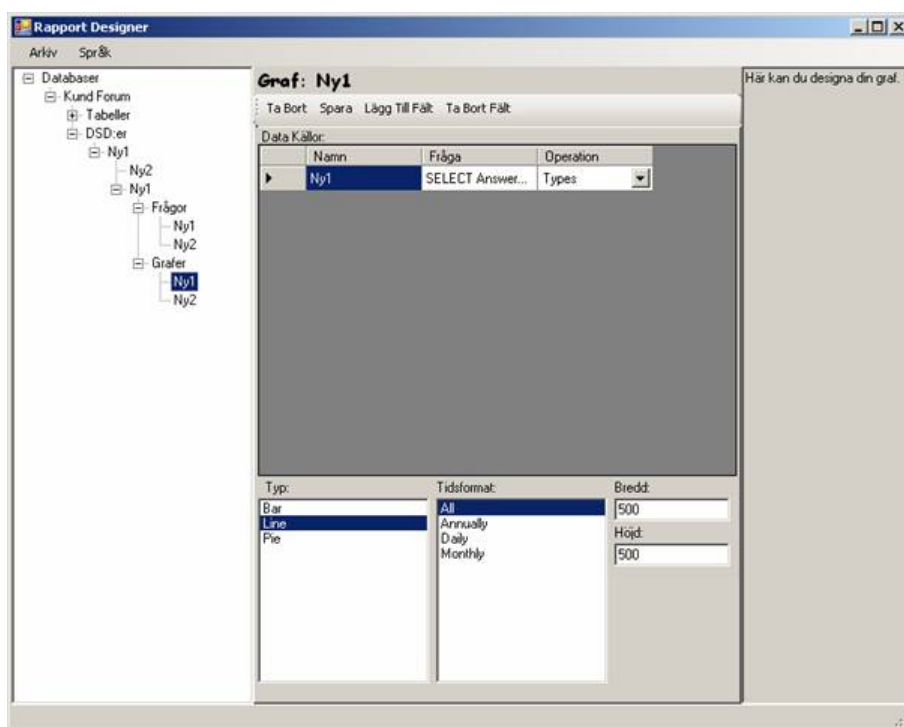 Rapport Designer
Arkiv Språk
Databaser
Kund Forum
Tabeller
DSD:er
Ny1
Ny2
Ny1
Frågor
Ny1
Ny2
Grafer
Ny1
Ny2
Graf: Ny1
Ta Bort Spara Lägg Till Fält Ta Bort Fält
Data Källor:
Namn Fråga Operation
Ny1 SELECT Answer... Types
Typ:
Bar
Line
Pie
Tidsformat:
All
Annually
Daily
Monthly
Bredd:
500
Höjd:
500
Här kan du designa din graf.